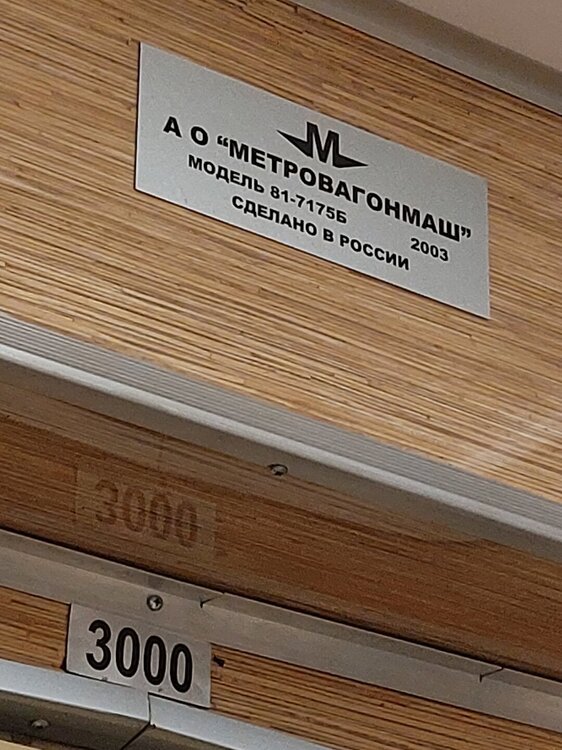 М
А О “МЕТРОВАГОНМАШ”
МОДЕЛЬ 81-7175Б 2003
СДЕЛАНО В РОССИИ
3000
3000